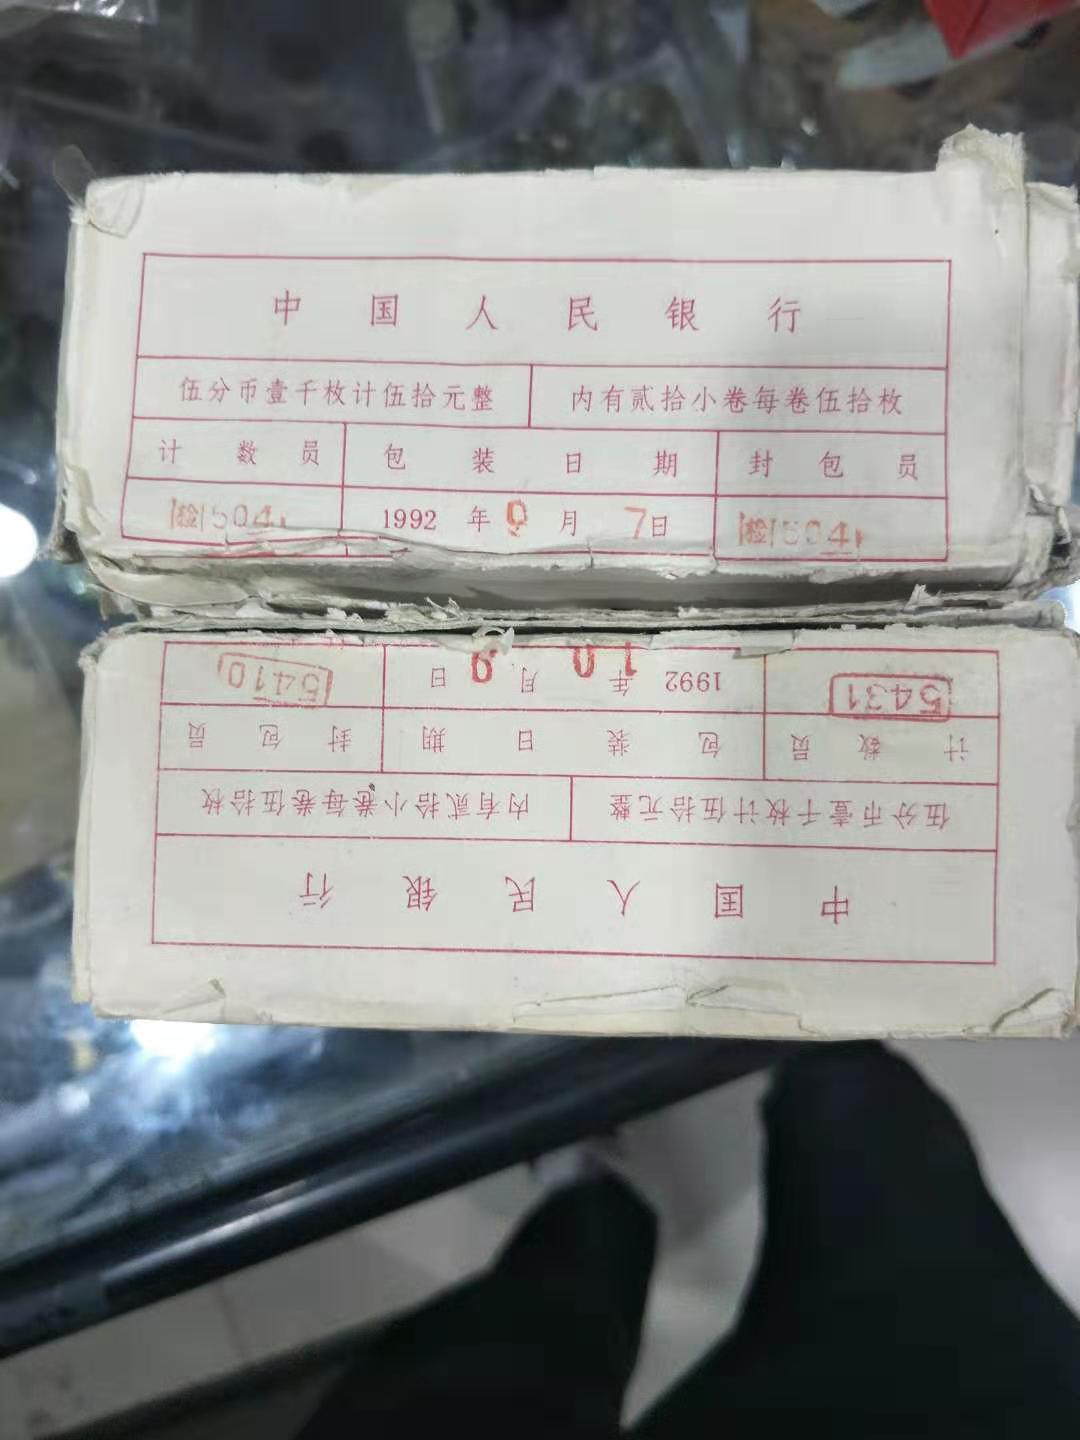 中国人民银行
伍分币壹千枚计伍拾元整 内有贰拾小卷每卷伍拾枚
计数员 包装日期 封包员
检504 1992年9月7日 检504
中国人民银行
伍分币壹千枚计伍拾元整 内有贰拾小卷每卷伍拾枚
计数员 包装日期 封包员
5431 1992年10月9日 5410